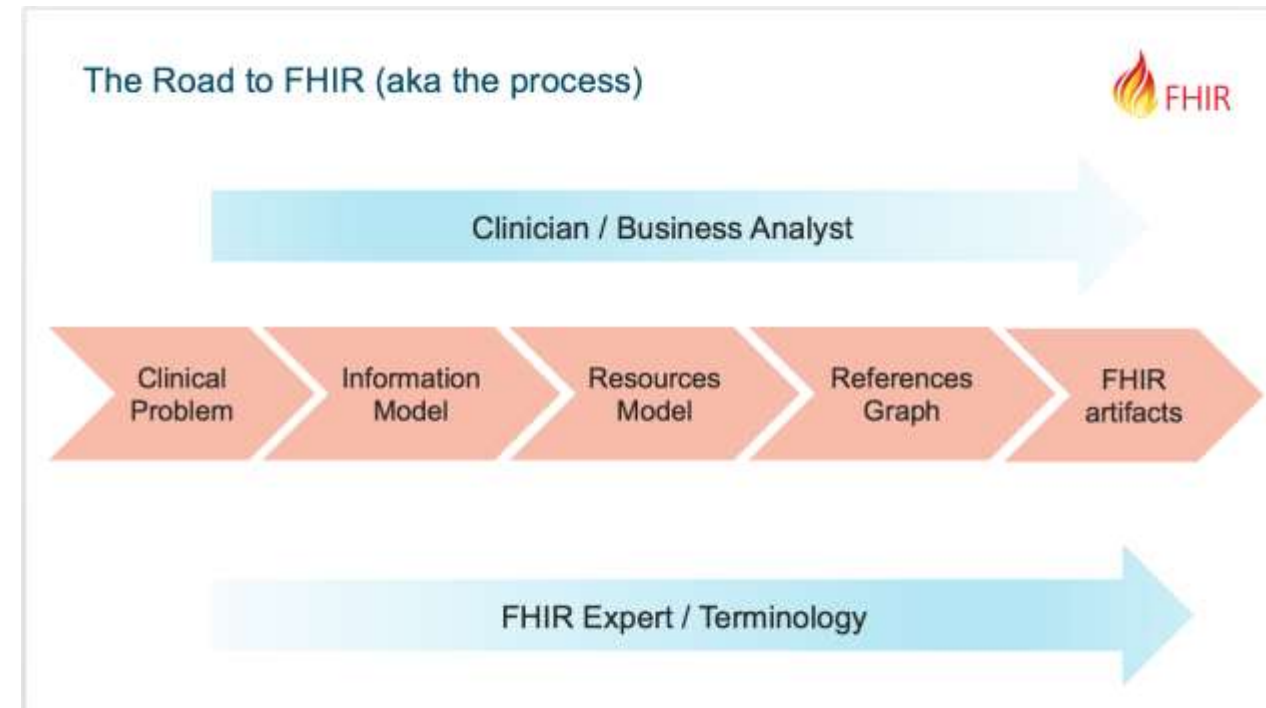 The Road to FHIR (aka the process)
FHIR
Clinician / Business Analyst
Clinical
Problem
Information
Model
Resources
Model
References
Graph
FHIR
artifacts
FHIR Expert / Terminology